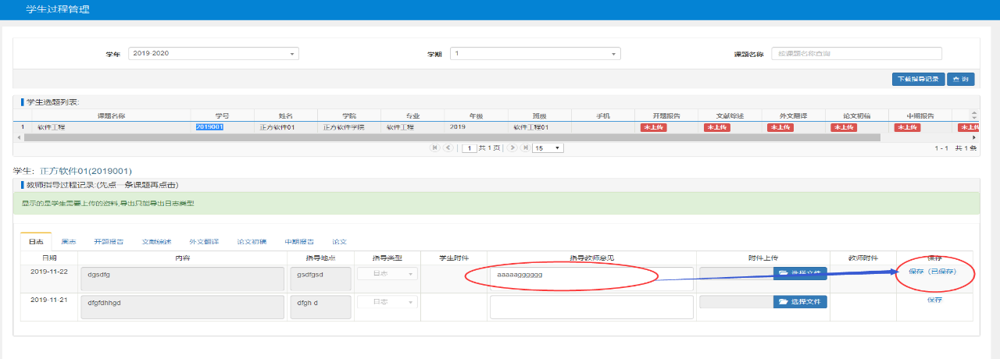 学生过程管理
学年 2019-2020 学期 1 课题名称 按课题名称查询
下载指导记录 查 询
学生选题列表:
课题名称 学号 姓名 学院 专业 年级 班级 手机 开题报告 文献综述 外文翻译 论文初稿 中期报告
1 软件工程 2019001 正方软件01 正方软件学院 软件工程 2019 软件工程01 未上传 未上传 未上传 未上传 未上传 未上传
1 共 1 页 15 1 - 1 共 1 条
学生: 正方软件01(2019001)
教师指导过程记录:(先点一条课题再点击)
显示的是学生需要上传的资料,导出只能导出日志类型
日志 周志 开题报告 文献综述 外文翻译 论文初稿 中期报告 论文
日期 内容 指导地点 指导类型 学生附件 指导教师意见 附件上传 教师附件 保存
2019-11-22 dgsdfg gsdfgsd 日志 aaaaagggggg 选择文件 保存（已保存）
2019-11-21 dfgfdhhgd dfgh d 日志 选择文件 保存